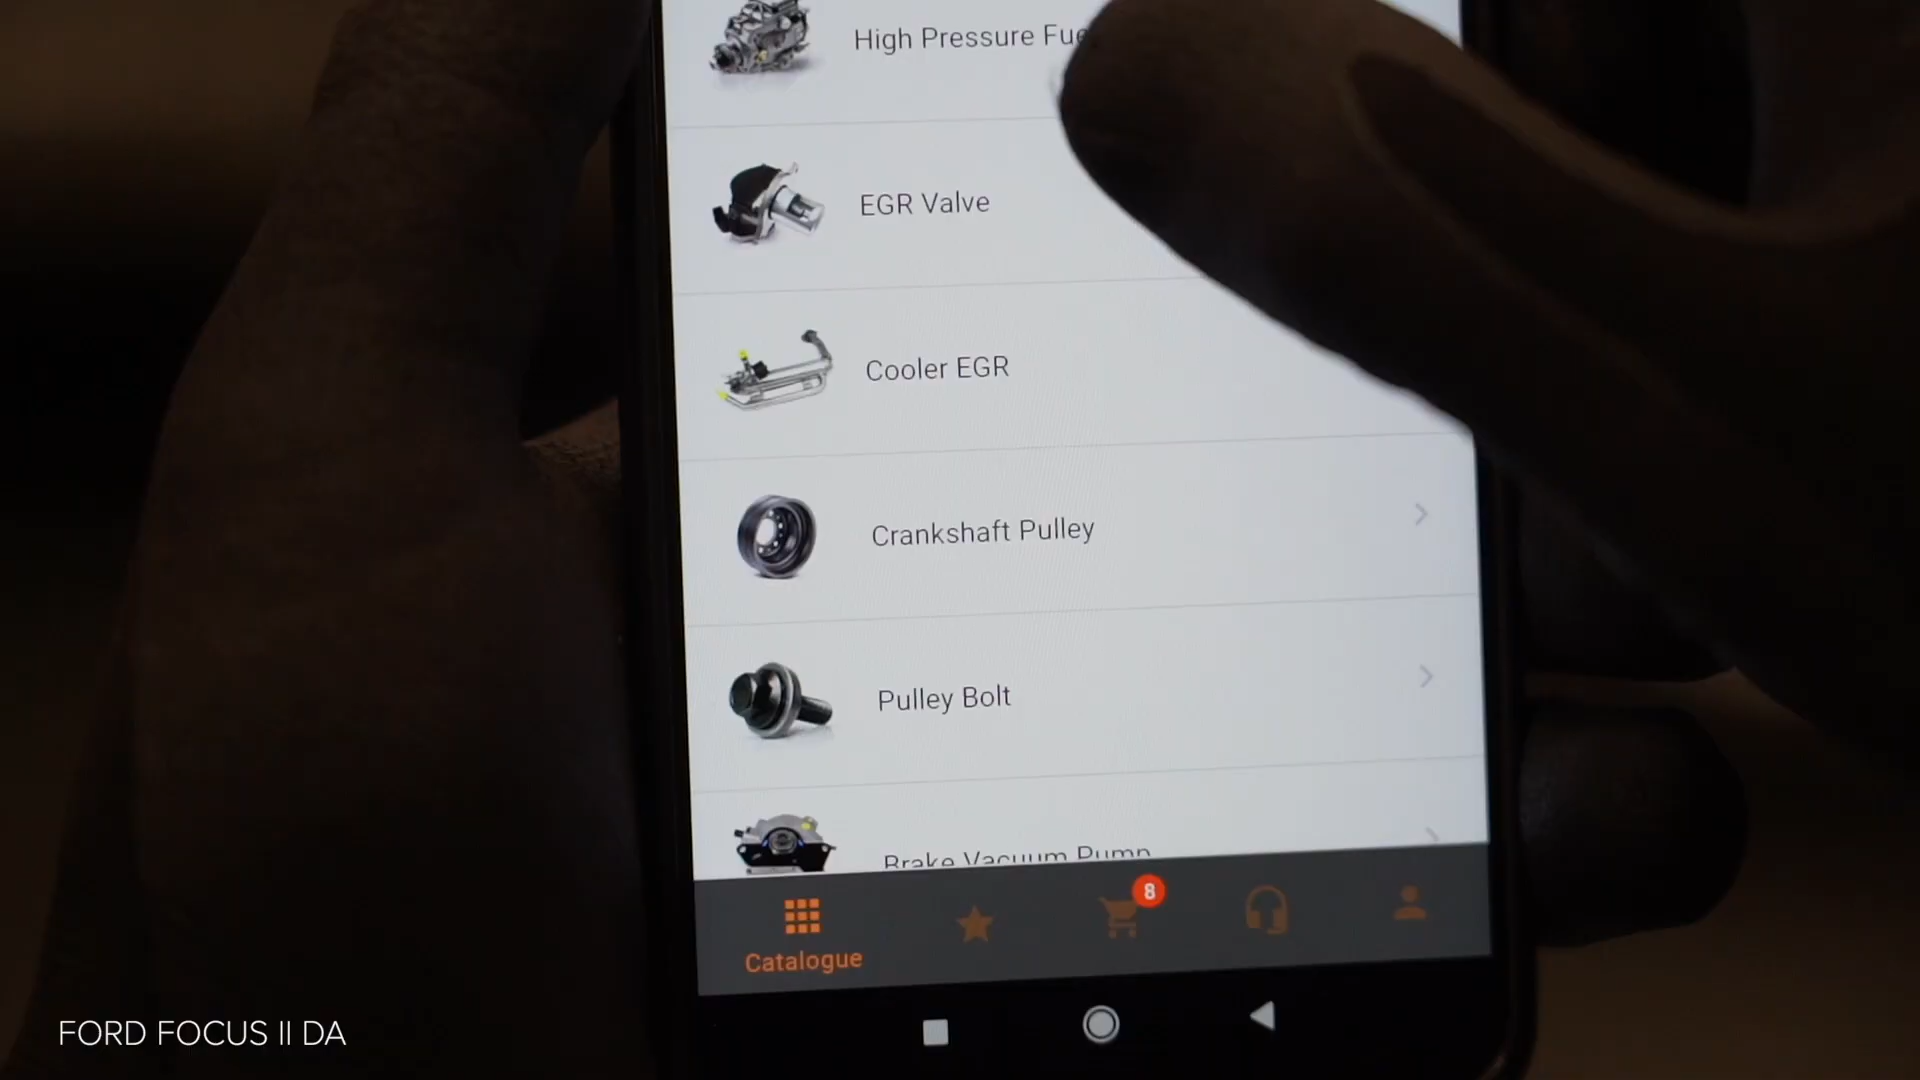 High Pressure
EGR Valve
Cooler EGR
Crankshaft Pulley
Pulley Bolt
Brake Vacuum Pump
8
Catalogue
FORD FOCUS II DA